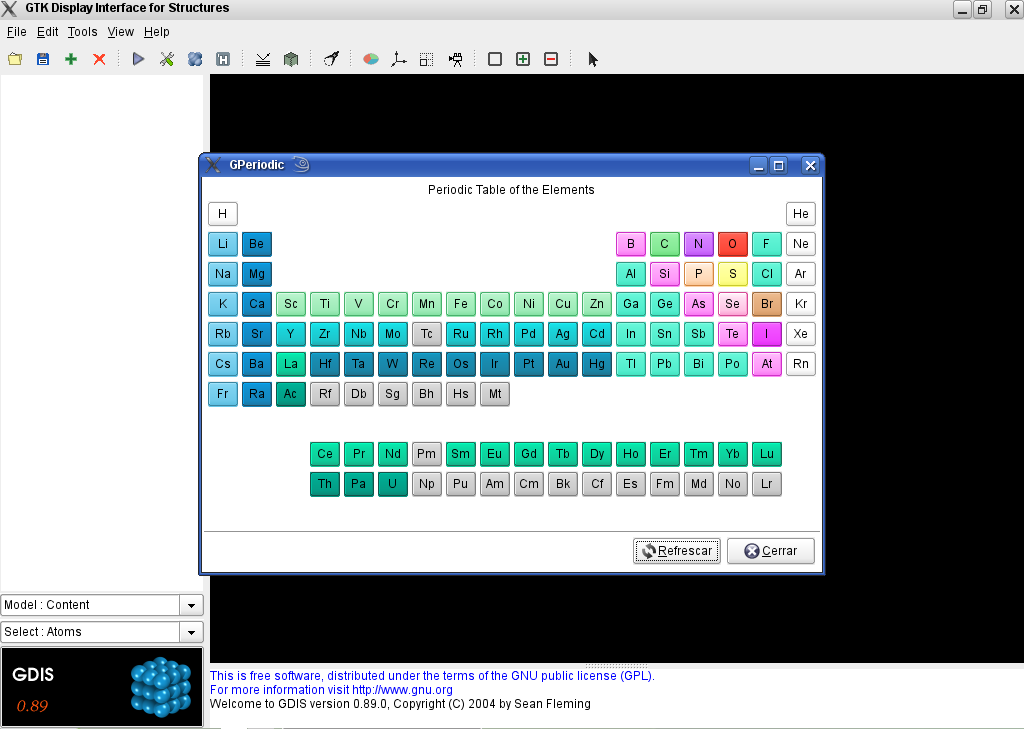 GTK Display Interface for Structures
File Edit Tools View Help
GPeriodic
Periodic Table of the Elements
H He
Li Be B C N O F Ne
Na Mg Al Si P S Cl Ar
K Ca Sc Ti V Cr Mn Fe Co Ni Cu Zn Ga Ge As Se Br Kr
Rb Sr Y Zr Nb Mo Tc Ru Rh Pd Ag Cd In Sn Sb Te I Xe
Cs Ba La Hf Ta W Re Os Ir Pt Au Hg Tl Pb Bi Po At Rn
Fr Ra Ac Rf Db Sg Bh Hs Mt
Ce Pr Nd Pm Sm Eu Gd Tb Dy Ho Er Tm Yb Lu
Th Pa U Np Pu Am Cm Bk Cf Es Fm Md No Lr
Refrescar Cerrar
Model : Content
Select : Atoms
GDIS
0.89
This is free software, distributed under the terms of the GNU public license (GPL).
For more information visit http://www.gnu.org
Welcome to GDIS version 0.89.0, Copyright (C) 2004 by Sean Fleming